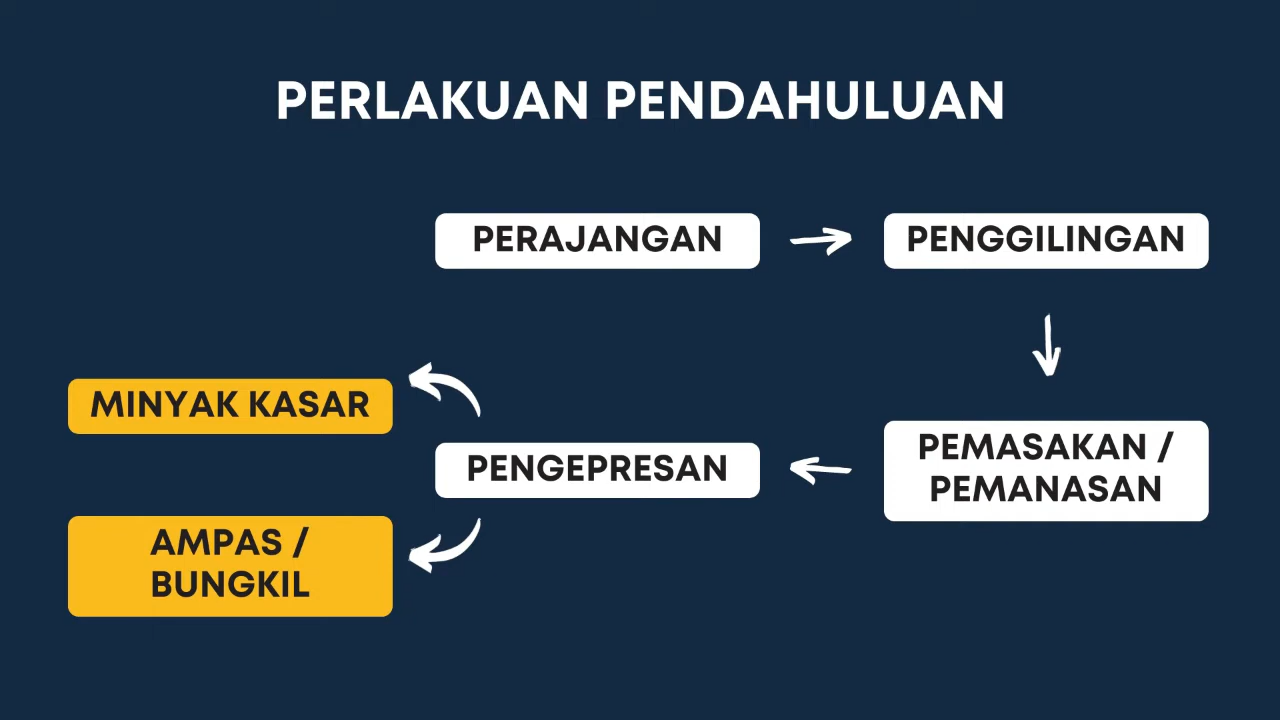 PERLAKUAN PENDAHULUAN
PERAJANGAN
PENGGILINGAN
PEMASAKAN /
PEMANASAN
PENGEPRESAN
MINYAK KASAR
AMPAS /
BUNGKIL